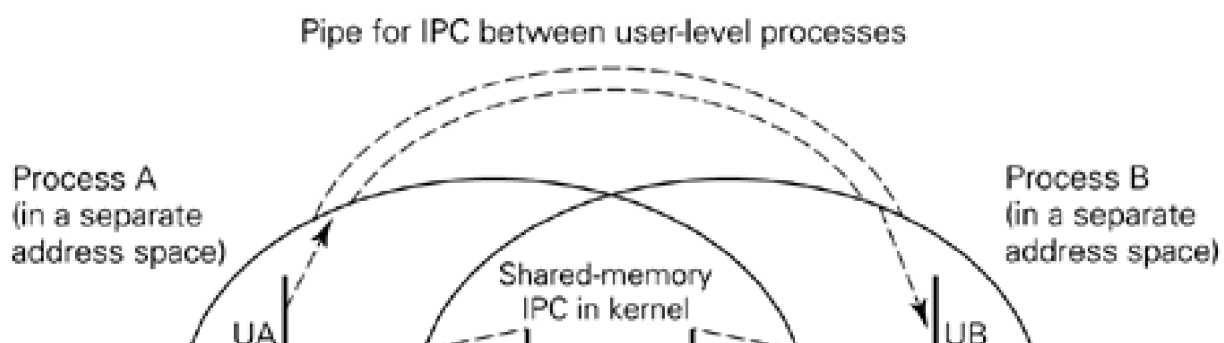 Pipe for IPC between user-level processes
Process A
(in a separate
address space)
Process B
(in a separate
address space)
Shared-memory
IPC in kernel
UA
UB